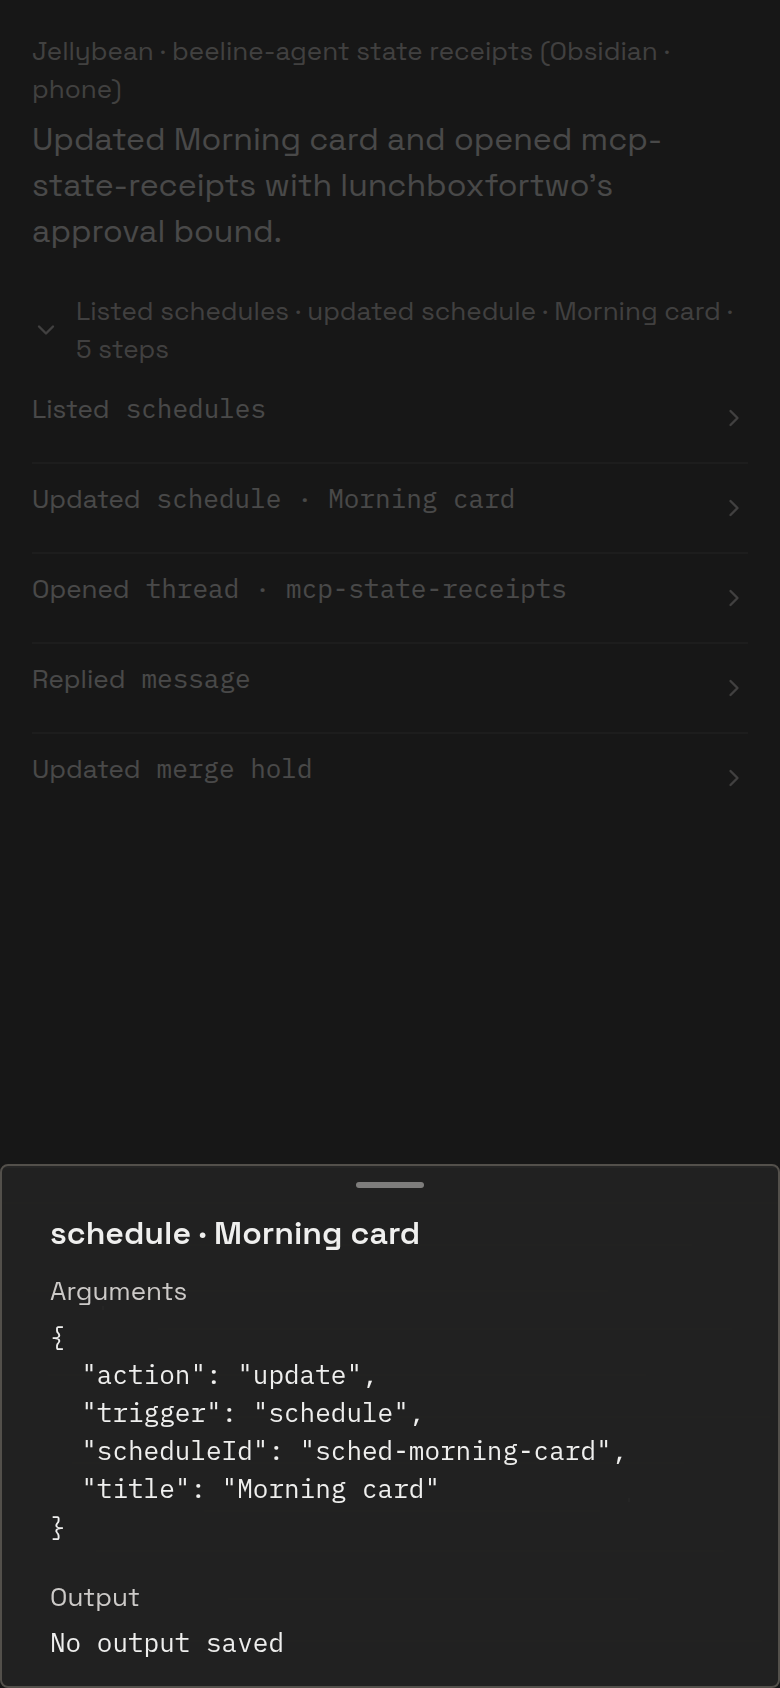 Jellybean · beeline-agent state receipts (Obsidian ·
phone)
Updated Morning card and opened mcp-
state-receipts with lunchboxfortwo’s
approval bound.
Listed schedules · updated schedule · Morning card ·
5 steps
Listed schedules
Updated schedule · Morning card
Opened thread · mcp-state-receipts
Replied message
Updated merge hold
schedule · Morning card
Arguments
{
  "action": "update",
  "trigger": "schedule",
  "scheduleId": "sched-morning-card",
  "title": "Morning card"
}
Output
No output saved